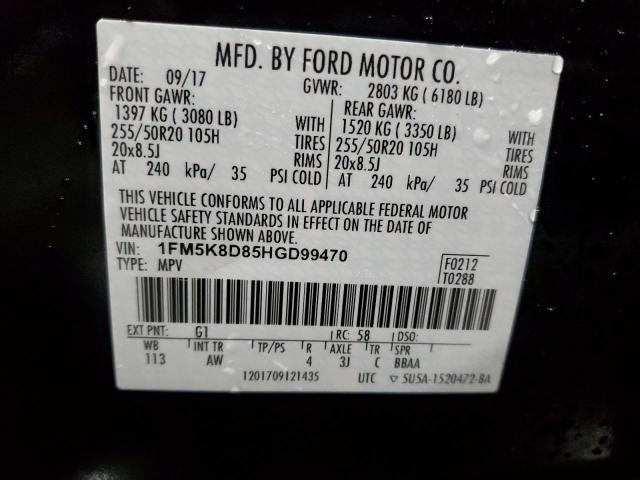 MFD. BY FORD MOTOR CO.
DATE: 09/17 GVWR: 2803 KG ( 6180 LB)
FRONT GAWR: REAR GAWR:
1397 KG ( 3080 LB) WITH 1520 KG ( 3350 LB) WITH
255/50R20 105H TIRES 255/50R20 105H TIRES
20x8.5J RIMS 20x8.5J RIMS
AT 240 kPa/ 35 PSI COLD AT 240 kPa/ 35 PSI COLD
THIS VEHICLE CONFORMS TO ALL APPLICABLE FEDERAL MOTOR
VEHICLE SAFETY STANDARDS IN EFFECT ON THE DATE OF
MANUFACTURE SHOWN ABOVE.
VIN: 1FM5K8D85HGD99470
TYPE: MPV
F0212
T0288
EXT PNT: G1 RC: 58 DSO:
WB INT TR TP/PS R AXLE TR SPR
113 AW 4 3J C BBAA
1201709121435 UTC 5U5A-1520472-BA